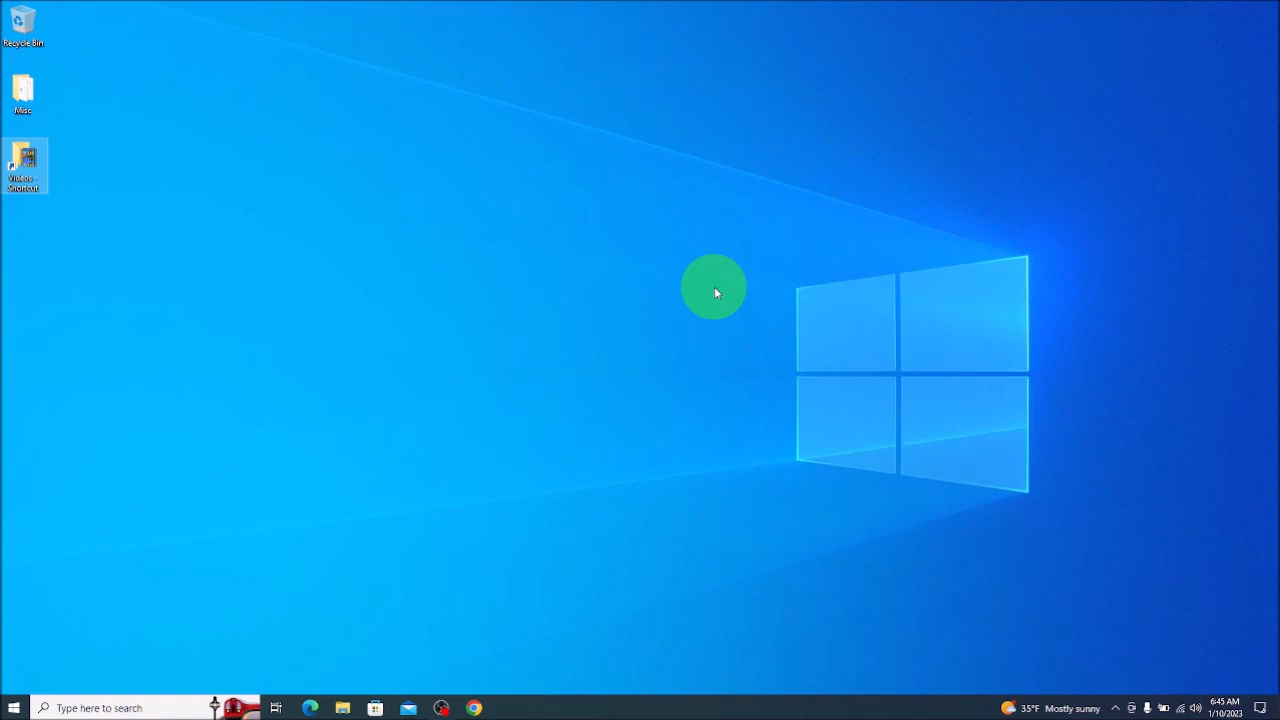 Recycle Bin
Misc
Videos -
Shortcut
Type here to search
35°F Mostly sunny
6:45 AM
1/10/2023